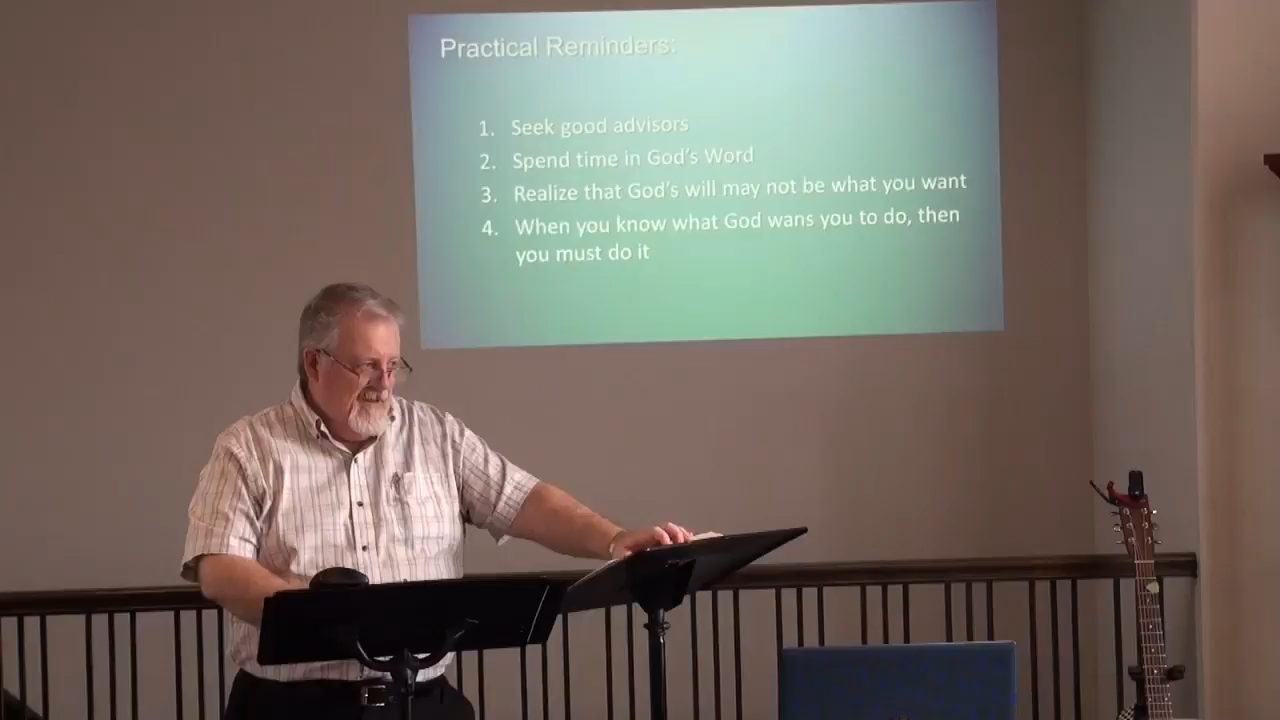 Practical Reminders:
1. Seek good advisors
2. Spend time in God's Word
3. Realize that God's will may not be what you want
4. When you know what God wans you to do, then
you must do it